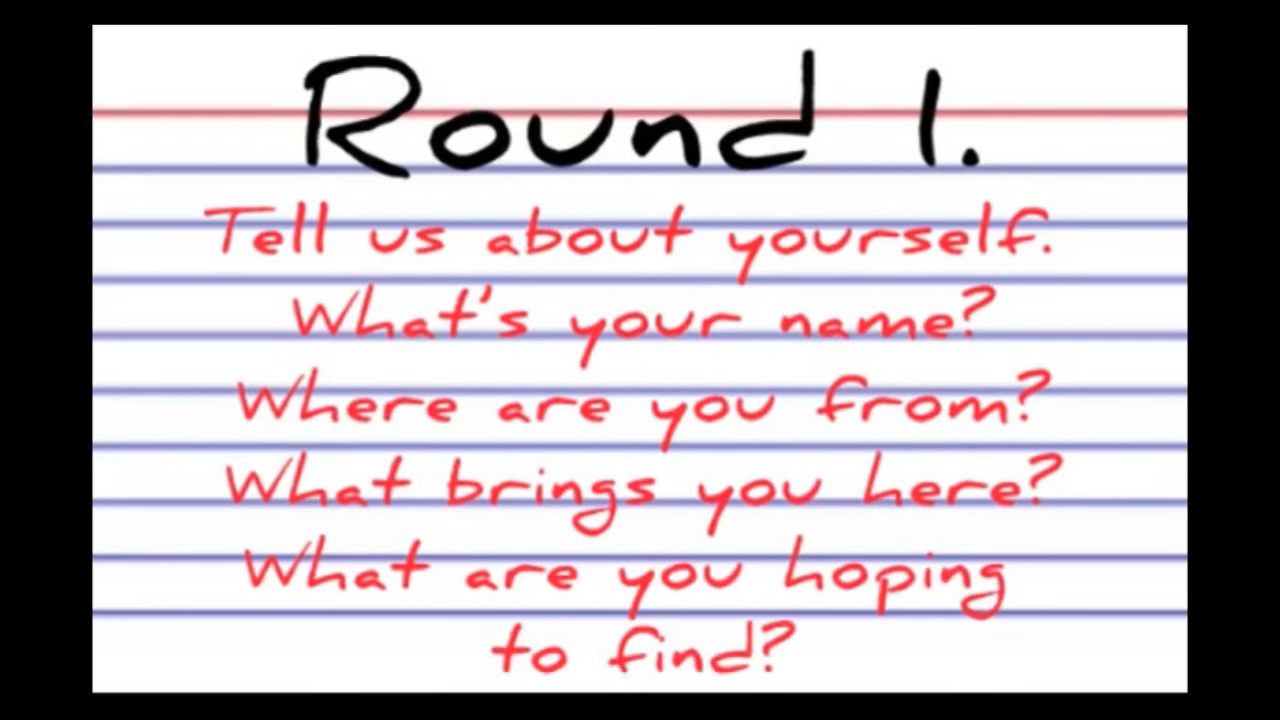 Round 1.
Tell us about yourself.
What's your name?
Where are you from?
What brings you here?
What are you hoping
to find?